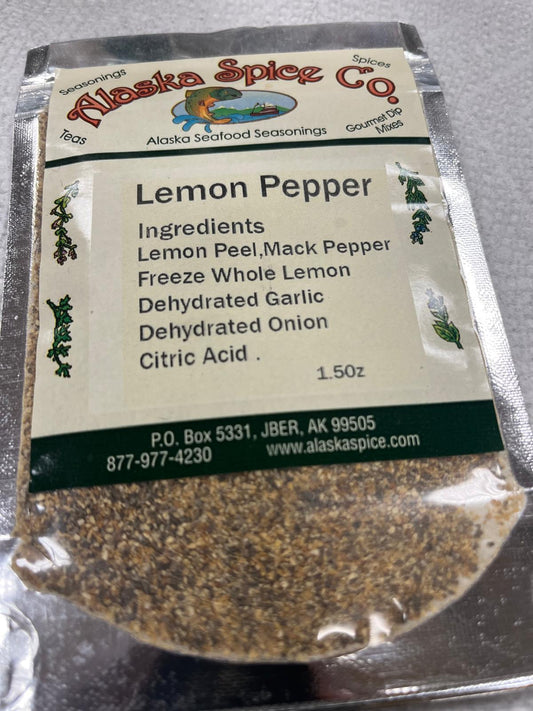 Seasonings
Spices
Alaska Spice Co.
Teas
Alaska Seafood Seasonings
Gourmet Dip
Mixes
Lemon Pepper
Ingredients
Lemon Peel,Mack Pepper
Freeze Whole Lemon
Dehydrated Garlic
Dehydrated Onion
Citric Acid .
1.50z
P.O. Box 5331, JBER, AK 99505
877-977-4230
www.alaskaspice.com